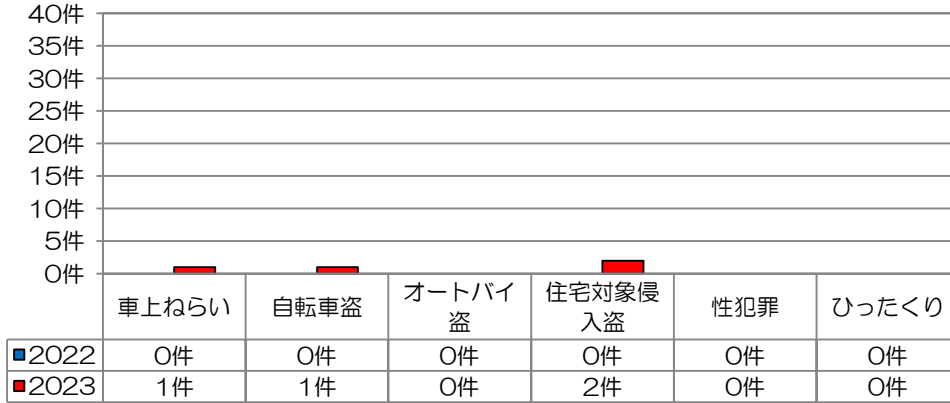 40件
35件
30件
25件
20件
15件
10件
5件
0件
車上ねらい 自転車盗 オートバイ盗 住宅対象侵入盗 性犯罪 ひったくり
2022 0件 0件 0件 0件 0件 0件
2023 1件 1件 0件 2件 0件 0件